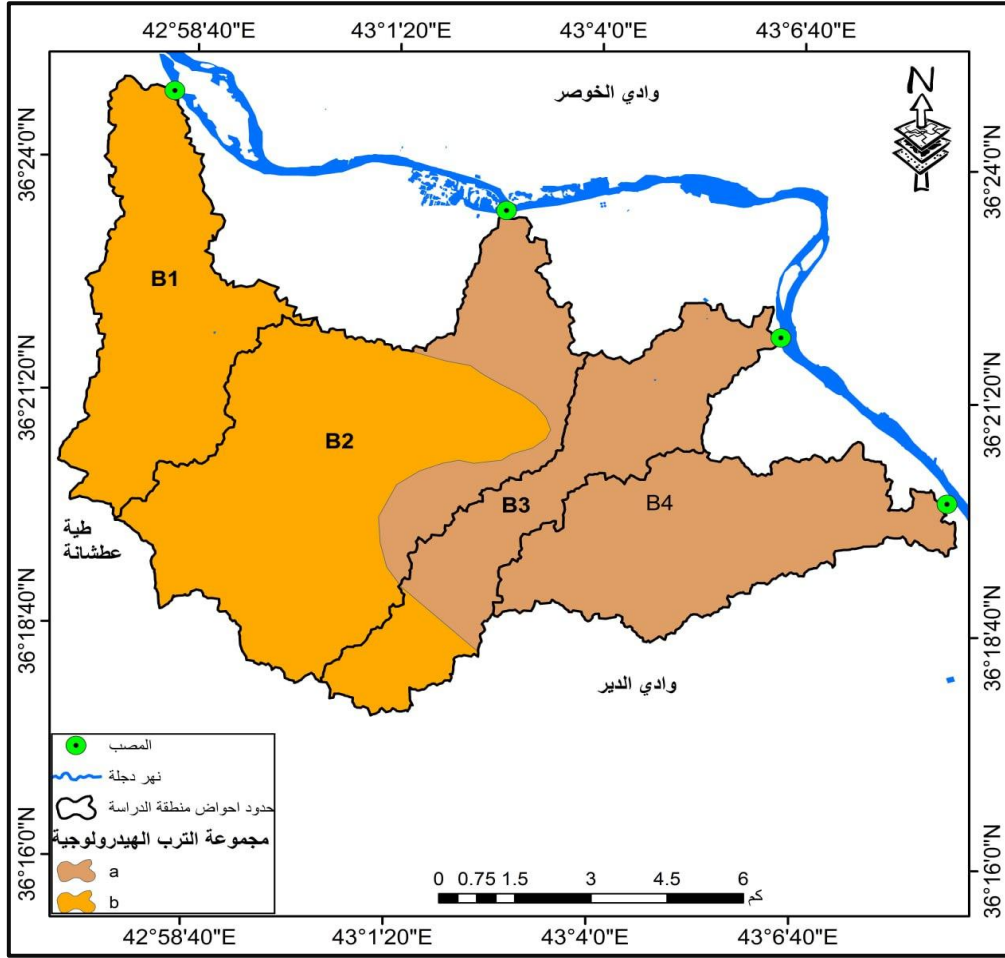 42°58'40"E 43°1'20"E 43°4'0"E 43°6'40"E
وادي الخوصر
N
36°24'0"N 36°24'0"N
B1
36°21'20"N 36°21'20"N
B2
B3 B4
طية
عطشانة
36°18'40"N 36°18'40"N
وادي الدير
المصب
نهر دجلة
حدود احواض منطقة الدراسة
مجموعة الترب الهيدرولوجية
a
b
36°16'0"N 36°16'0"N
0 0.75 1.5 3 4.5 6
كم
42°58'40"E 43°1'20"E 43°4'0"E 43°6'40"E